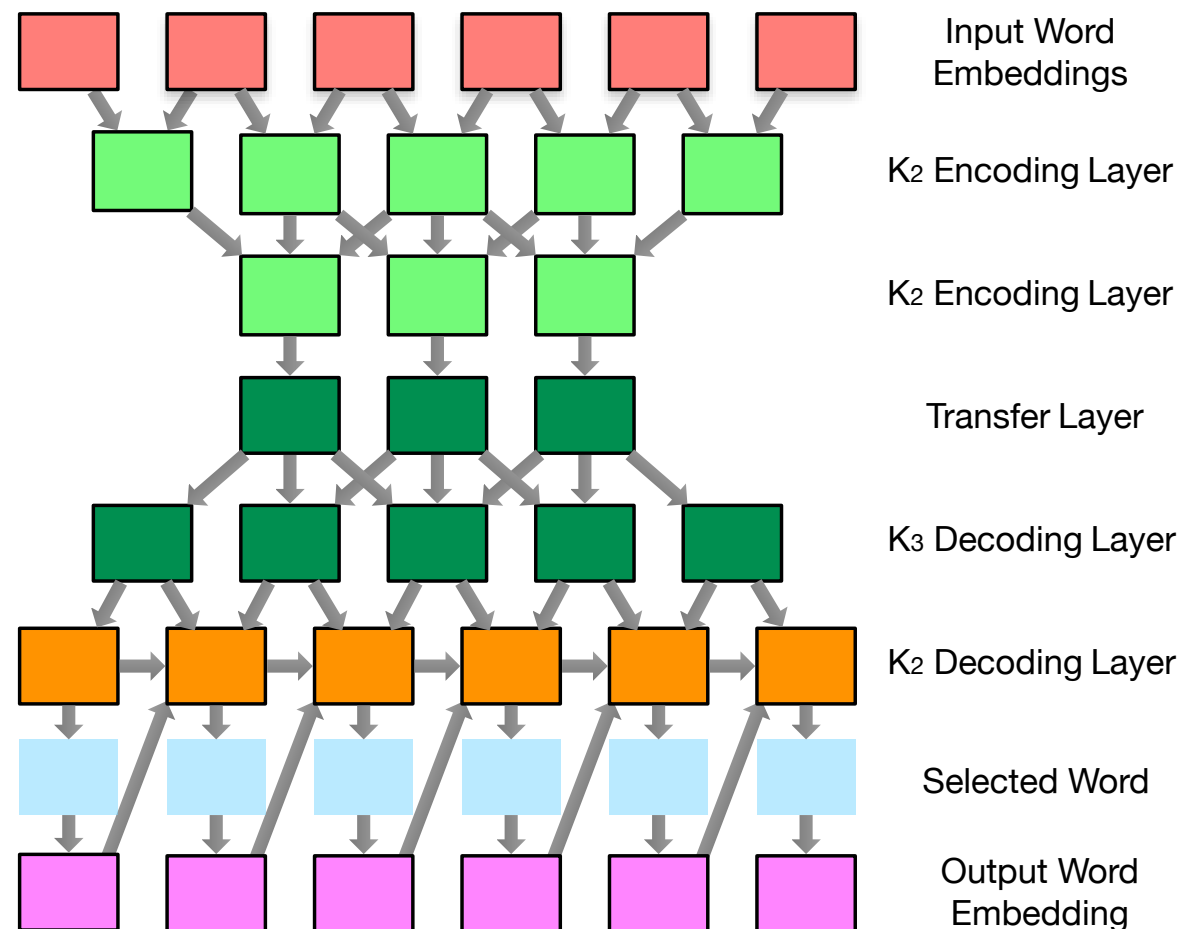 Input Word
Embeddings
K2 Encoding Layer
K2 Encoding Layer
Transfer Layer
K3 Decoding Layer
K2 Decoding Layer
Selected Word
Output Word
Embedding